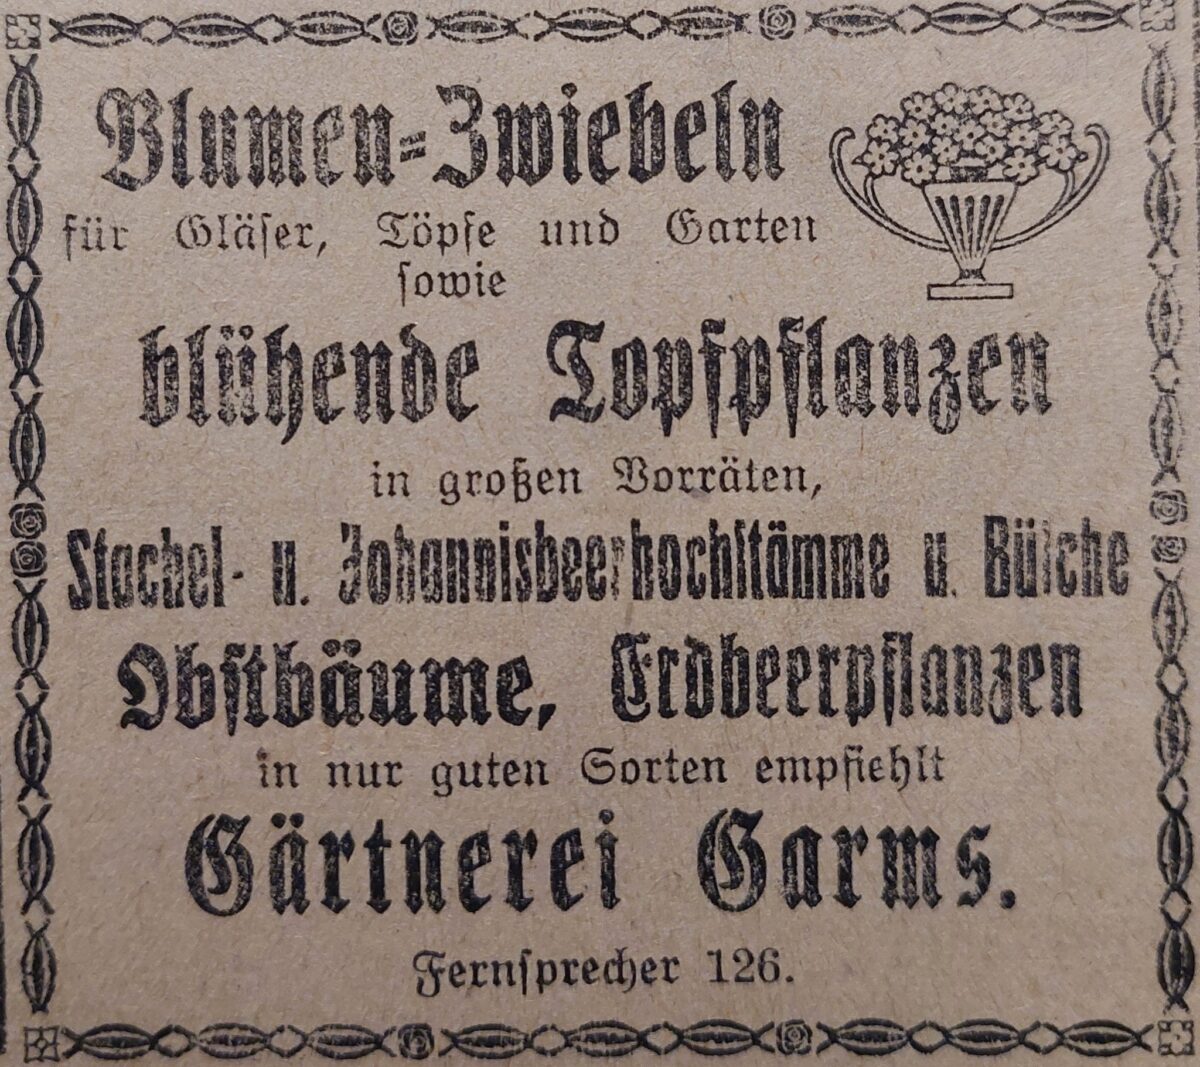 Blumen-Zwiebeln
für Gläser, Töpfe und Garten
sowie
blühende Topfpflanzen
in großen Vorräten,
Stachel- u. Johannisbeerhochstämme u. Büsche
Obstbäume, Erdbeerpflanzen
in nur guten Sorten empfiehlt
Gärtnerei Garms.
Fernsprecher 126.